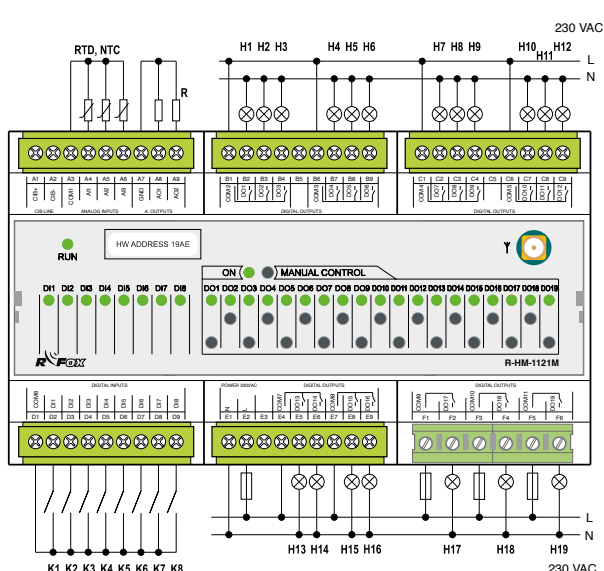 230 VAC
RTD, NTC
R
H1 H2 H3
H4 H5 H6
H7 H8 H9
H10 H11 H12
L
N
A1 A2 A3 A4 A5 A6 A7 A8 A9
CIB+ CIB- COM1 AI1 AI2 AI3 GND AO1 AO2
CIB LINE ANALOG INPUTS A. OUTPUTS
B1 B2 B3 B4 B5 B6 B7 B8 B9
COM2 DO1 DO2 DO3 COM3 DO4 DO5 DO6
DIGITAL OUTPUTS
C1 C2 C3 C4 C5 C6 C7 C8 C9
COM4 DO7 DO8 DO9 COM5 DO10 DO11 DO12
DIGITAL OUTPUTS
RUN
HW ADDRESS 19AE
ON MANUAL CONTROL
DI1 DI2 DI3 DI4 DI5 DI6 DI7 DI8
DO1 DO2 DO3 DO4 DO5 DO6 DO7 DO8 DO9 DO10 DO11 DO12 DO13 DO14 DO15 DO16 DO17 DO18 DO19
R FOX
R-HM-1121M
DIGITAL INPUTS
COM6 DI1 DI2 DI3 DI4 DI5 DI6 DI7 DI8
D1 D2 D3 D4 D5 D6 D7 D8 D9
POWER 230VAC DIGITAL OUTPUTS
N L COM7 DO13 DO14 COM8 DO15 DO16
E1 E2 E3 E4 E5 E6 E7 E8 E9
DIGITAL OUTPUTS
COM9 DO17 COM10 DO18 COM11 DO19
F1 F2 F3 F4 F5 F6
L
N
K1 K2 K3 K4 K5 K6 K7 K8
H13 H14 H15 H16
H17 H18 H19
230 VAC